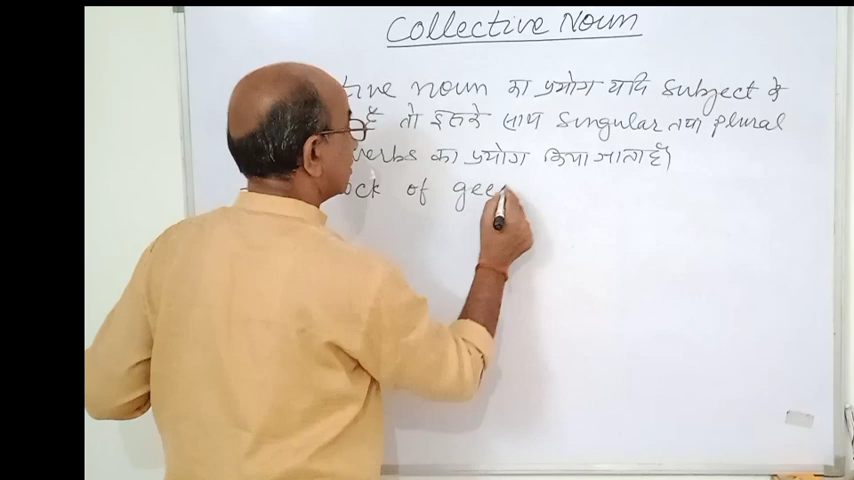 Collective Noun
tive noun का प्रयोग यदि subject के
हैं तो इसके साथ singular तथा plural
verbs का प्रयोग किया जाता है।
ock of gee